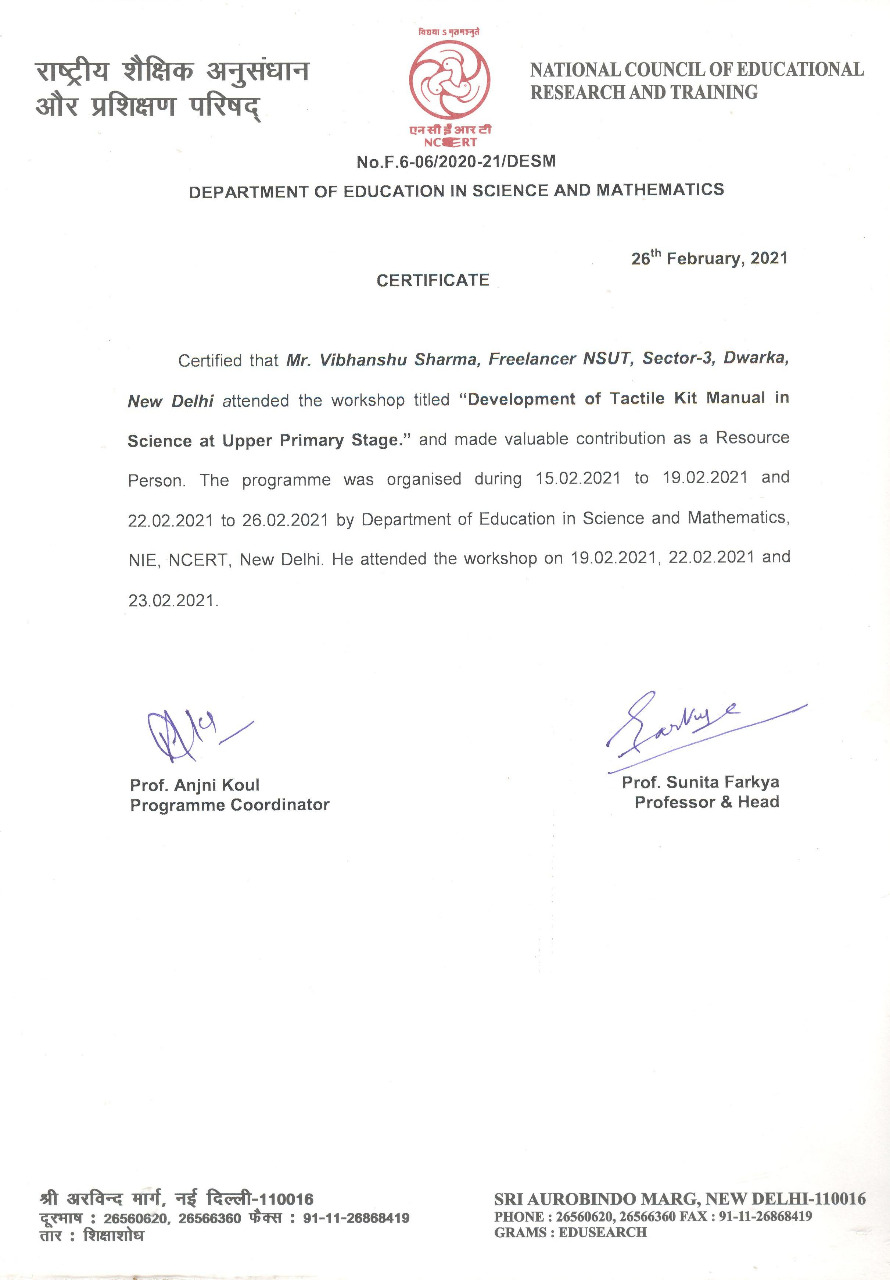 विद्यया ऽ मृतमश्नुते
राष्ट्रीय शैक्षिक अनुसंधान
और प्रशिक्षण परिषद्
एन सी ई आर टी
NCERT
NATIONAL COUNCIL OF EDUCATIONAL
RESEARCH AND TRAINING
No.F.6-06/2020-21/DESM
DEPARTMENT OF EDUCATION IN SCIENCE AND MATHEMATICS
26th February, 2021
CERTIFICATE
Certified that Mr. Vibhanshu Sharma, Freelancer NSUT, Sector-3, Dwarka,
New Delhi attended the workshop titled “Development of Tactile Kit Manual in
Science at Upper Primary Stage.” and made valuable contribution as a Resource
Person. The programme was organised during 15.02.2021 to 19.02.2021 and
22.02.2021 to 26.02.2021 by Department of Education in Science and Mathematics,
NIE, NCERT, New Delhi. He attended the workshop on 19.02.2021, 22.02.2021 and
23.02.2021.
Farkya
Prof. Anjni Koul
Programme Coordinator
Prof. Sunita Farkya
Professor & Head
श्री अरविन्द मार्ग, नई दिल्ली-110016
दूरभाष : 26560620, 26566360 फैक्स : 91-11-26868419
तार : शिक्षाशोध
SRI AUROBINDO MARG, NEW DELHI-110016
PHONE : 26560620, 26566360 FAX : 91-11-26868419
GRAMS : EDUSEARCH